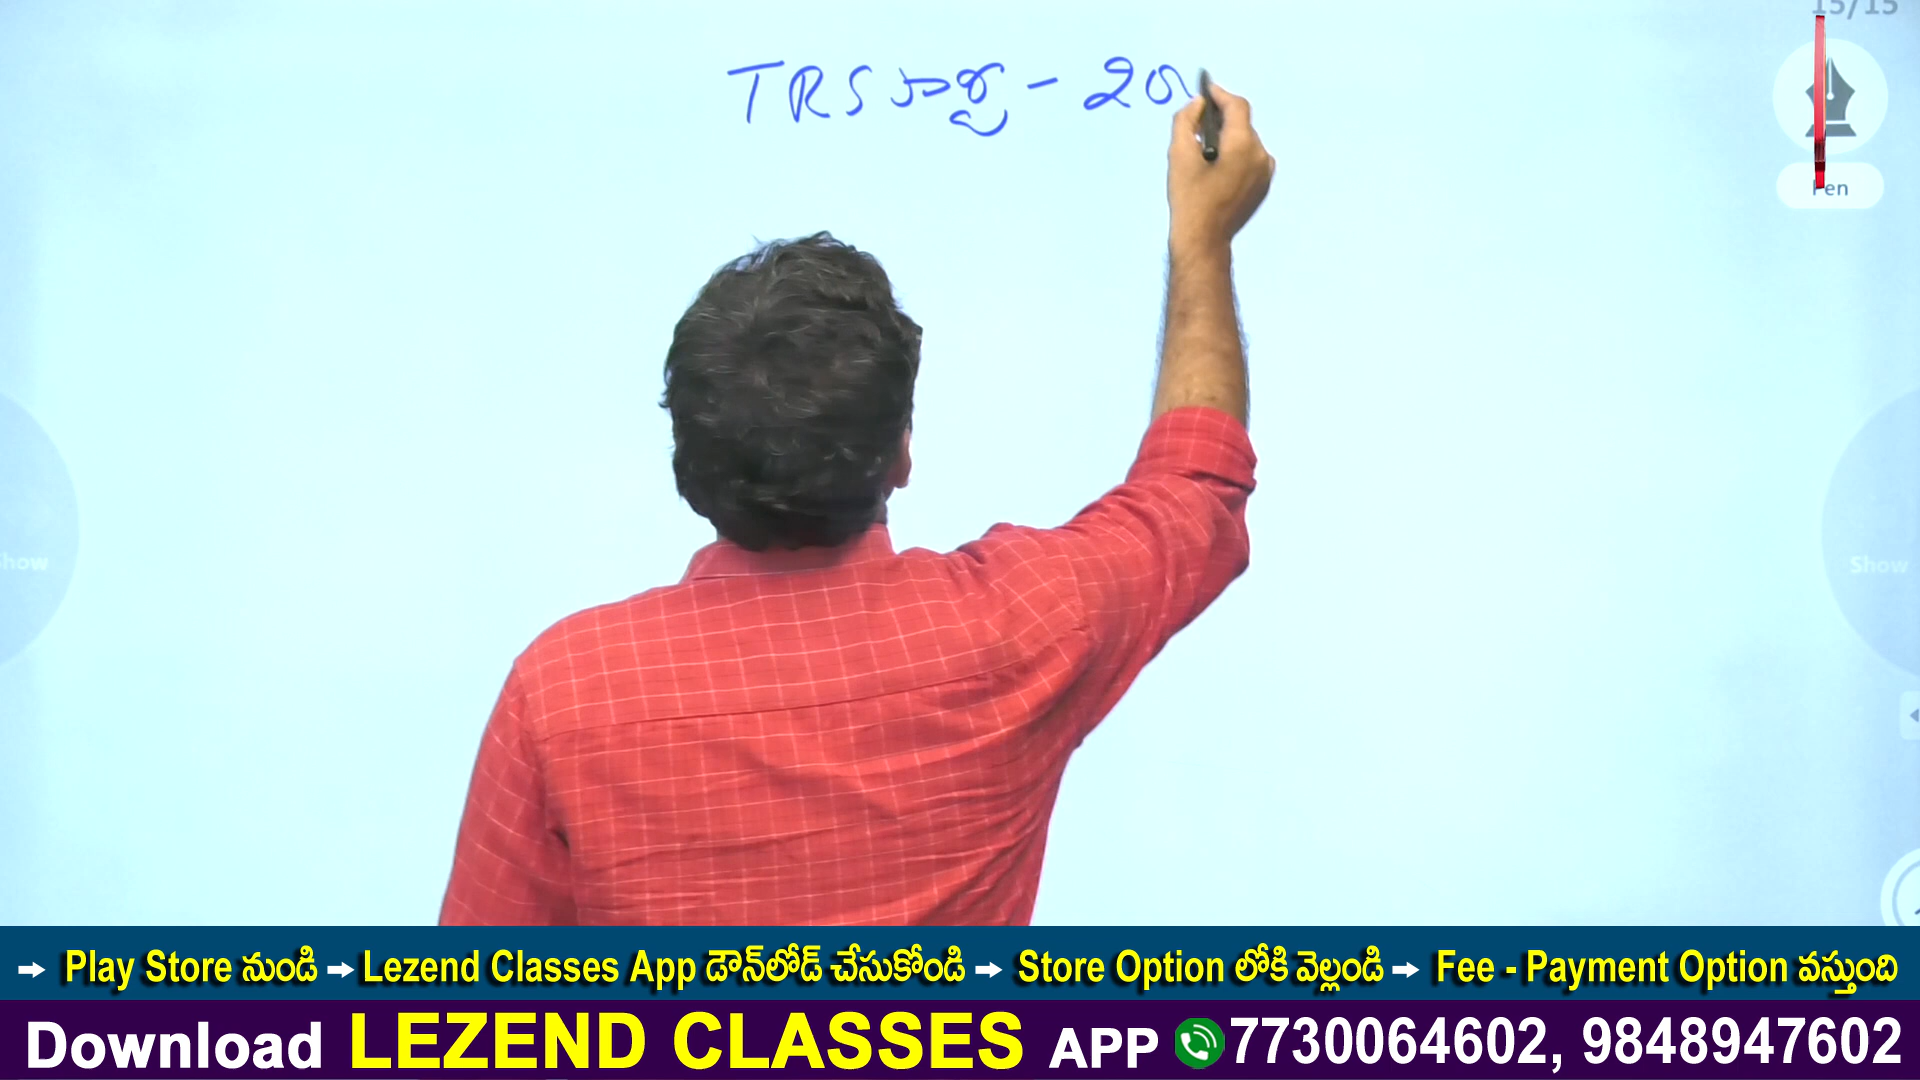 15/15
TRS పార్టీ - 20
Pen
Show
Show
➞ Play Store నుండి ➞ Lezend Classes App డౌన్‌లోడ్ చేసుకోండి ➞ Store Option లోకి వెల్లండి ➞ Fee - Payment Option వస్తుంది
Download LEZEND CLASSES APP 7730064602, 9848947602